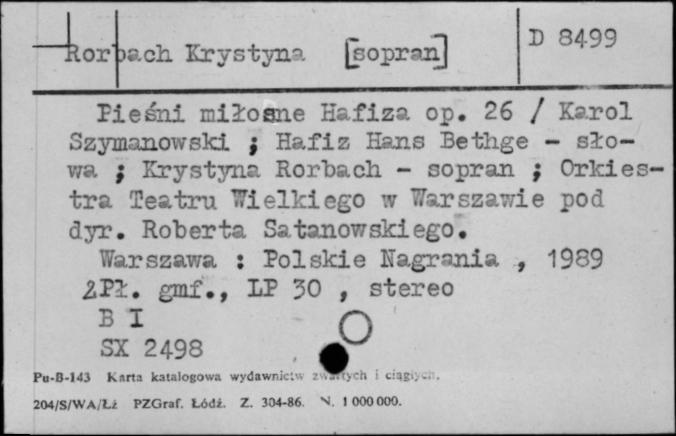 Rorbach Krystyna [sopran] D 8499
Pieśni miłosne Hafiza op. 26 / Karol
Szymanowski ; Hafiz Hans Bethge - sło-
wa ; Krystyna Rorbach - sopran ; Orkies-
tra Teatru Wielkiego w Warszawie pod
dyr. Roberta Satanowskiego.
Warszawa : Polskie Nagrania , 1989
2Pł. gmf., LP 30 , stereo
B I
SX 2498
Pu-B-143 Karta katalogowa wydawnictw zwartych i ciągłych.
204/S/WA/Łż PZGraf. Łódź. Z. 304-86. N. 1 000 000.